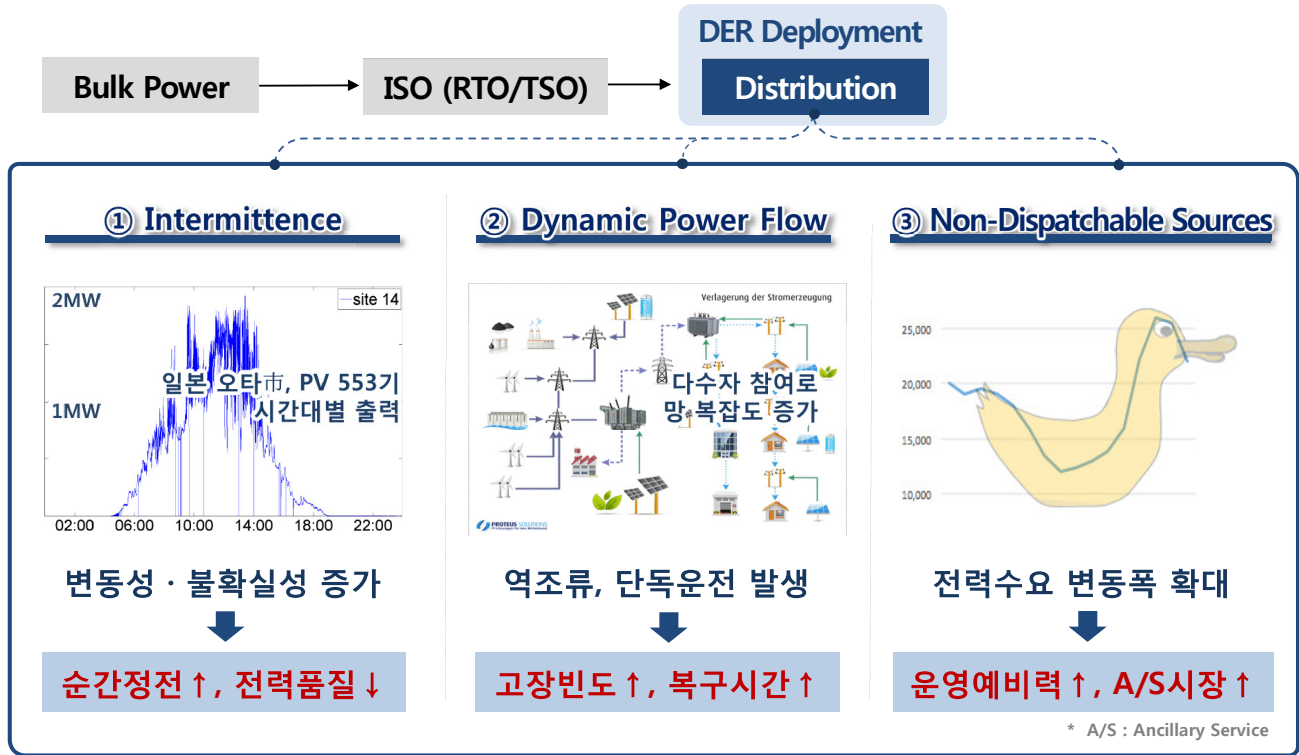 DER Deployment
Bulk Power
ISO (RTO/TSO)
Distribution
① Intermittence
2MW
site 14
일본 오타市, PV 553기
시간대별 출력
1MW
02:00 06:00 10:00 14:00 18:00 22:00
변동성 · 불확실성 증가
순간정전↑, 전력품질↓
② Dynamic Power Flow
Verlagerung der Stromerzeugung
다수자 참여로
망 복잡도 증가
PROTEUS SOLUTIONS
역조류, 단독운전 발생
고장빈도↑, 복구시간↑
③ Non-Dispatchable Sources
25,000
20,000
15,000
10,000
전력수요 변동폭 확대
운영예비력↑, A/S시장↑
* A/S : Ancillary Service